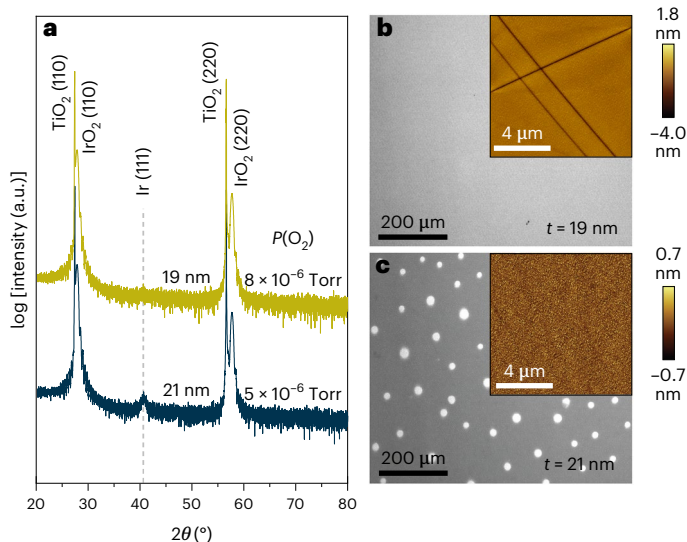 a
log [intensity (a.u.)]
TiO₂ (110)
IrO₂ (110)
Ir (111)
TiO₂ (220)
IrO₂ (220)
P(O₂)
19 nm
8 × 10⁻⁶ Torr
21 nm
5 × 10⁻⁶ Torr
20 30 40 50 60 70 80
2θ (°)
b
4 μm
200 μm
t = 19 nm
1.8
nm
–4.0
nm
c
4 μm
200 μm
t = 21 nm
0.7
nm
–0.7
nm